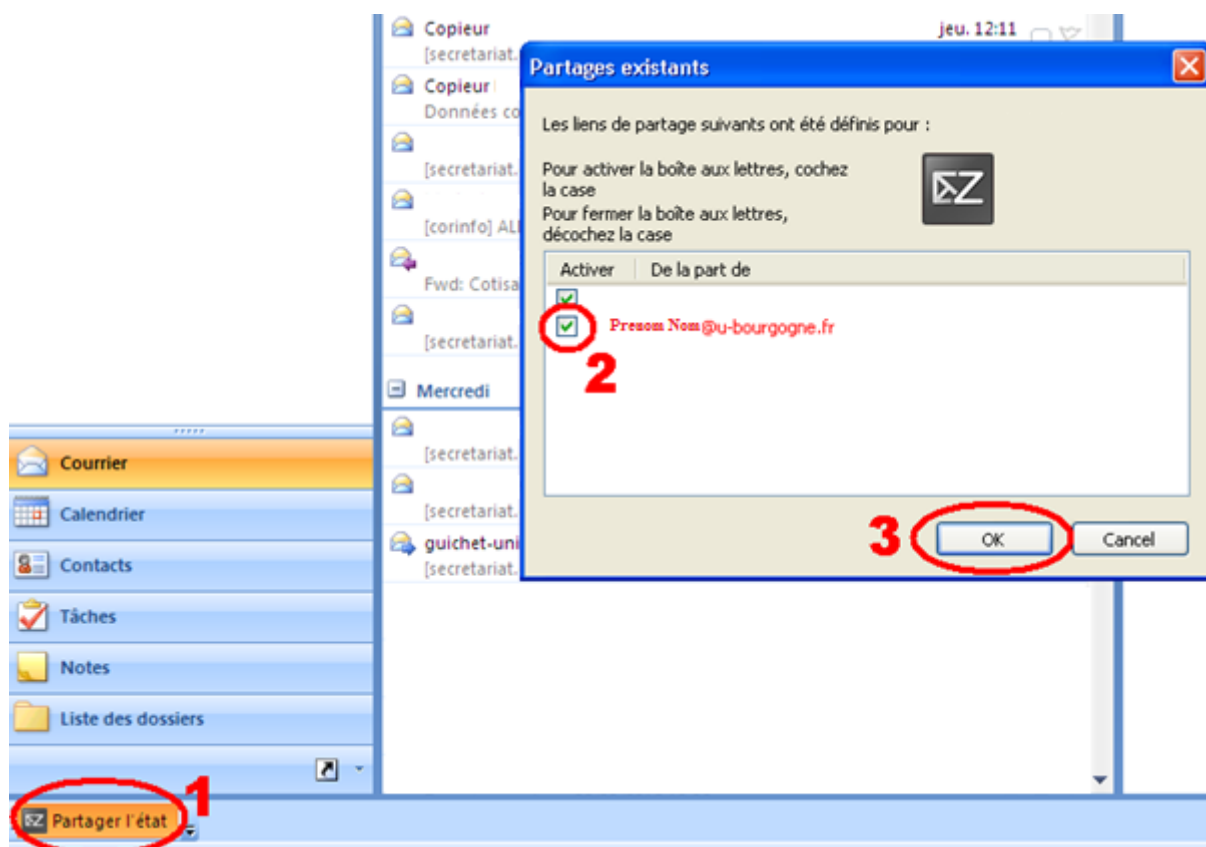 Copieur
jeu. 12:11
[secretariat.
Copieur
Données co
[secretariat.
[corinfo] ALI
Fwd: Cotisa
[secretariat.
Mercredi
[secretariat.
[secretariat.
guichet-uni
[secretariat.
Partages existants
Les liens de partage suivants ont été définis pour :
Pour activer la boîte aux lettres, cochez
la case
Pour fermer la boîte aux lettres,
décochez la case
Activer
De la part de
Prenom Nom@u-bourgogne.fr
2
3
OK
Cancel
Courrier
Calendrier
Contacts
Tâches
Notes
Liste des dossiers
1
Partager l'état